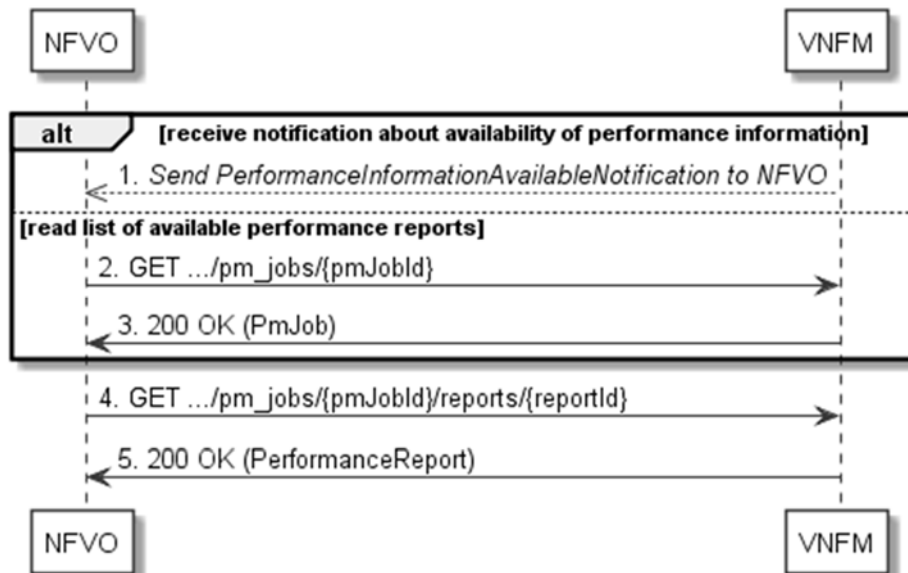 NFVO
VNFM
alt
[receive notification about availability of performance information]
1. Send PerformanceInformationAvailableNotification to NFVO
[read list of available performance reports]
2. GET .../pm_jobs/{pmJobId}
3. 200 OK (PmJob)
4. GET .../pm_jobs/{pmJobId}/reports/{reportId}
5. 200 OK (PerformanceReport)
NFVO
VNFM